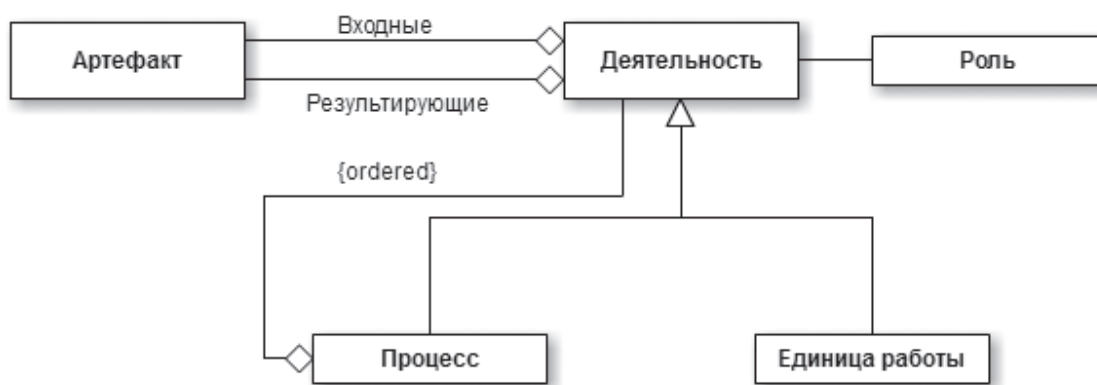 Входные
Артефакт
Деятельность
Роль
Результирующие
{ordered}
Процесс
Единица работы